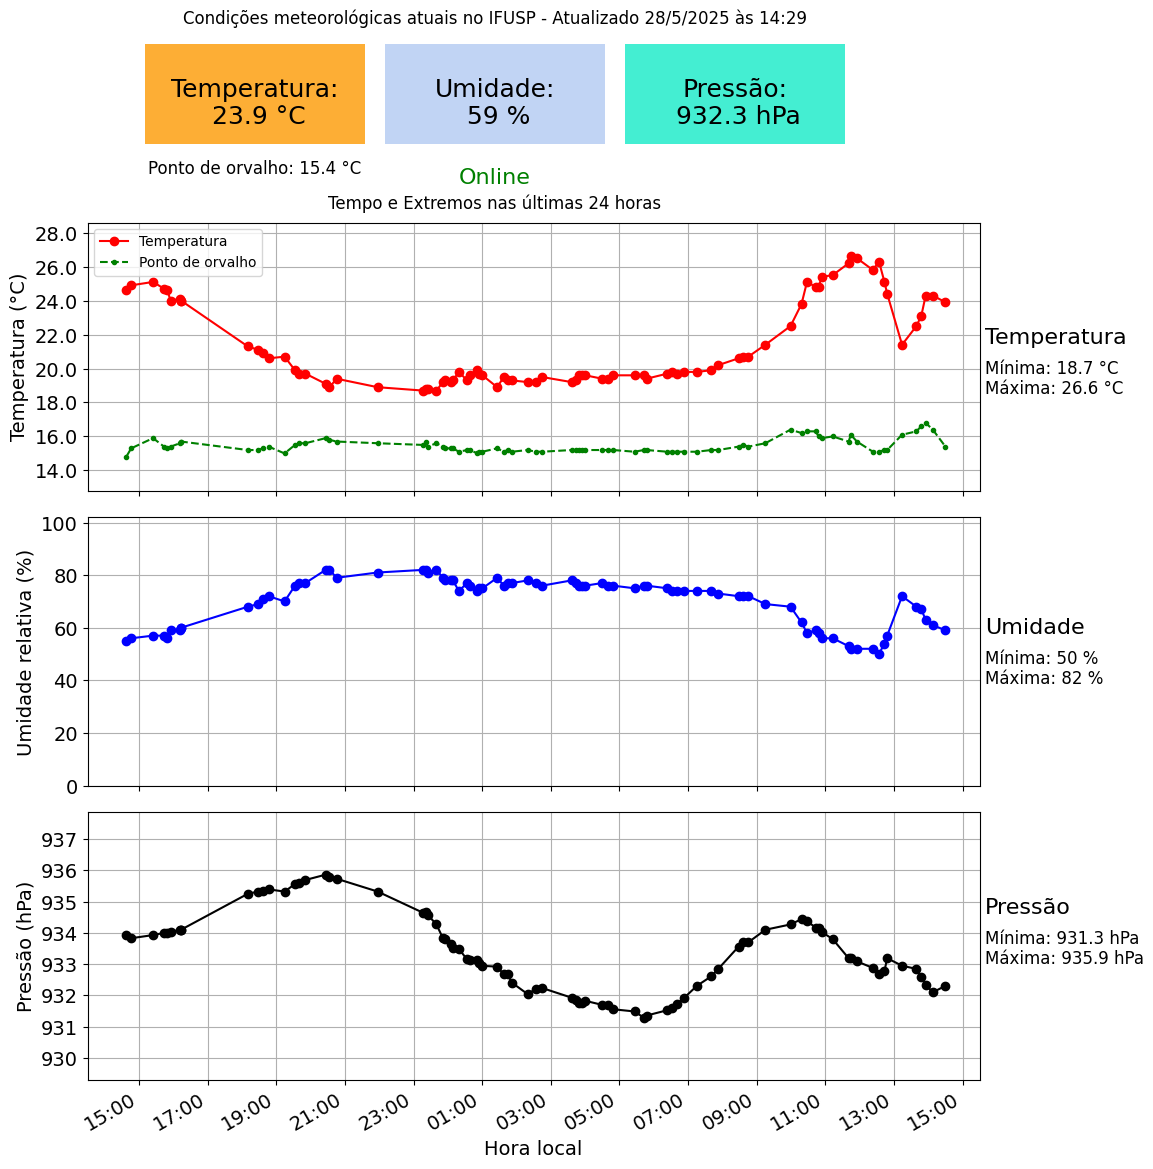 Condições meteorológicas atuais no IFUSP - Atualizado 28/5/2025 às 14:29
Temperatura:
23.9 °C
Umidade:
59 %
Pressão:
932.3 hPa
Ponto de orvalho: 15.4 °C
Online
Tempo e Extremos nas últimas 24 horas
Temperatura (°C)
28.0
26.0
24.0
22.0
20.0
18.0
16.0
14.0
Temperatura
Ponto de orvalho
Temperatura
Mínima: 18.7 °C
Máxima: 26.6 °C
Umidade relativa (%)
100
80
60
40
20
0
Umidade
Mínima: 50 %
Máxima: 82 %
Pressão (hPa)
937
936
935
934
933
932
931
930
Pressão
Mínima: 931.3 hPa
Máxima: 935.9 hPa
15:00
17:00
19:00
21:00
23:00
01:00
03:00
05:00
07:00
09:00
11:00
13:00
15:00
Hora local